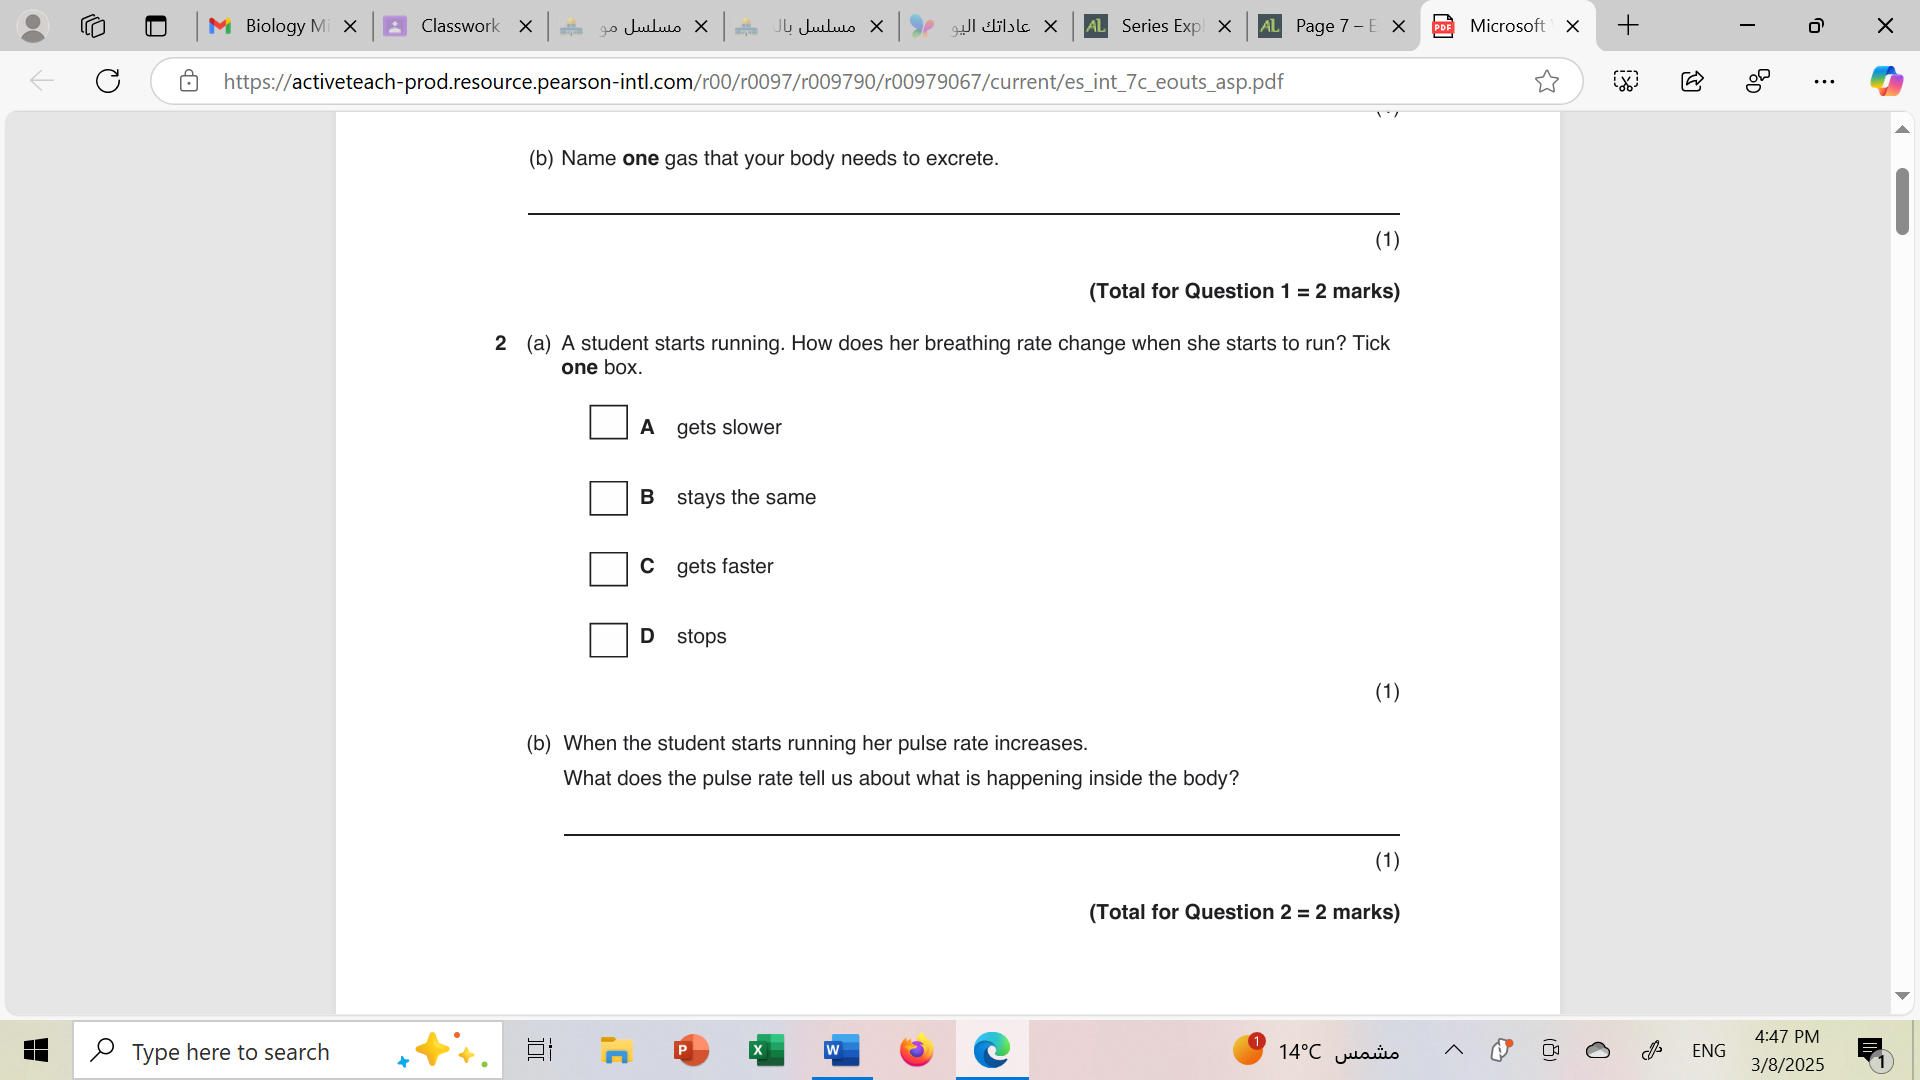 Biology Mi
Classwork
مسلسل مو
مسلسل بال
عاداتك اليو
Series Expl
Page 7 – E
Microsoft
https://activeteach-prod.resource.pearson-intl.com/r00/r0097/r009790/r00979067/current/es_int_7c_eouts_asp.pdf
(b) Name one gas that your body needs to excrete.
(1)
(Total for Question 1 = 2 marks)
2 (a) A student starts running. How does her breathing rate change when she starts to run? Tick
one box.
A gets slower
B stays the same
C gets faster
D stops
(1)
(b) When the student starts running her pulse rate increases.
What does the pulse rate tell us about what is happening inside the body?
(1)
(Total for Question 2 = 2 marks)
Type here to search
1
14°C مشمس
ENG
4:47 PM
3/8/2025
1